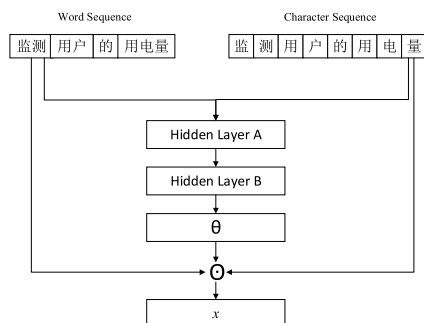 Word Sequence Character Sequence
监测 用户 的 用电量 监 测 用 户 的 用 电 量
Hidden Layer A
Hidden Layer B
θ
⊙
x